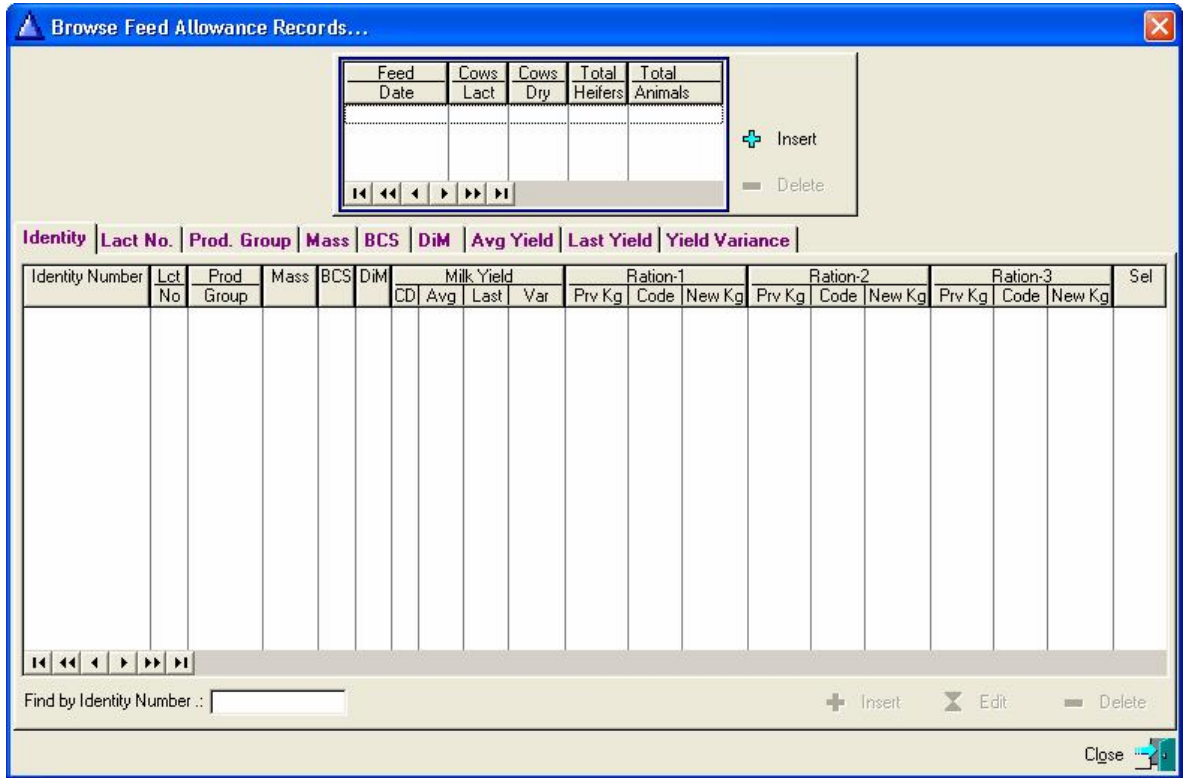 Browse Feed Allowance Records...
Feed Cows Cows Total Total
Date Lact Dry Heifers Animals
Insert
Delete
Identity Lact No. Prod. Group Mass BCS DiM Avg Yield Last Yield Yield Variance
Identity Number Lct Prod Mass BCS DiM Milk Yield Ration-1 Ration-2 Ration-3 Sel
No Group CD Avg Last Var Prv Kg Code New Kg Prv Kg Code New Kg Prv Kg Code New Kg
Find by Identity Number .: Insert Edit Delete
Close